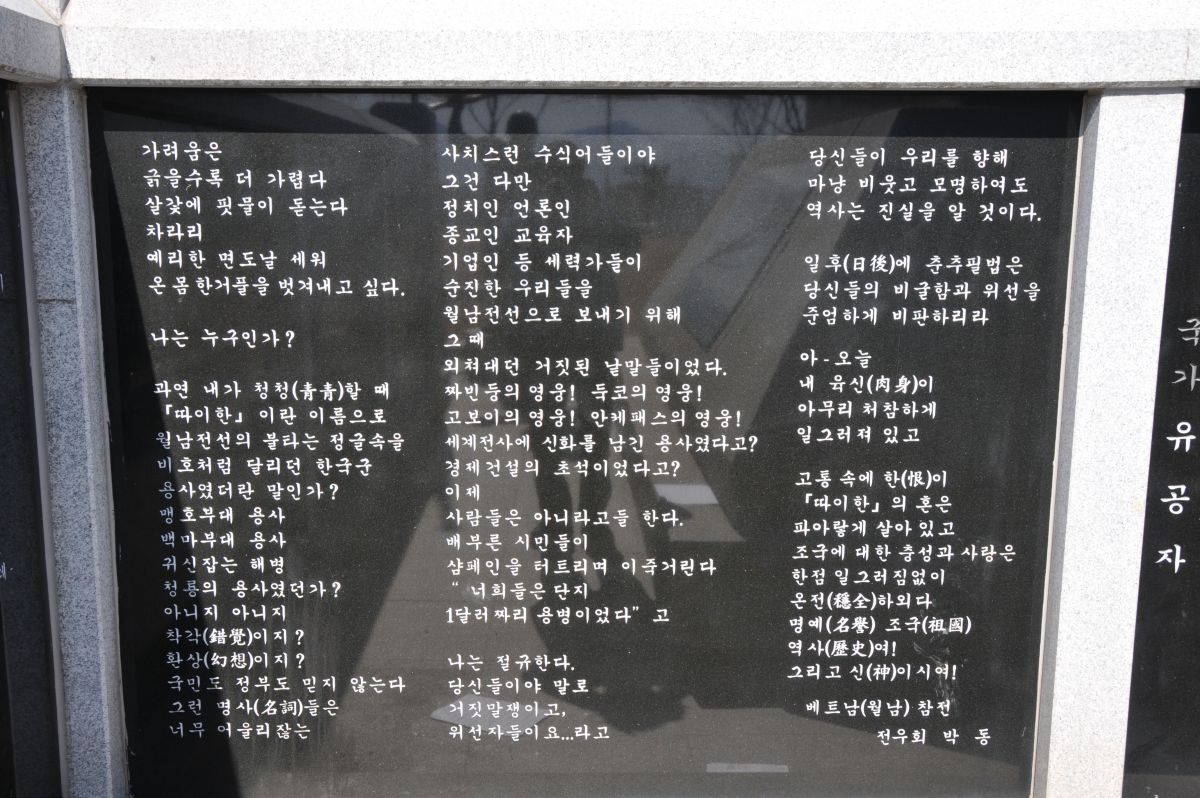 가려움은
긁을수록 더 가렵다
살갗에 핏물이 돋는다
차라리
예리한 면도날 세워
온몸한거플을 벗겨내고 싶다.
나는 누구인가?
과연 내가 청청(青青)할 때
『따이한』이란 이름으로
월남전선의 불타는 정글속을
비호처럼 달리던 한국군
용사였더란 말인가?
맹호부대 용사
백마부대 용사
귀신잡는 해병
청룡의 용사였던가?
아니지 아니지
착각(錯覺)이지?
환상(幻想)이지?
국민도 정부도 믿지 않는다
그런 명사(名詞)들은
너무 어울리잖는
사치스런 수식어들이야
그건 다만
정치인 언론인
종교인 교육자
기업인 등 세력가들이
순진한 우리들을
월남전선으로 보내기 위해
그 때
외쳐대던 거짓된 낱말들이었다.
짜빈둥의 영웅! 둑코의 영웅!
고보이의 영웅! 안케패스의 영웅!
세계전사에 신화를 남긴 용사였다고?
경제건설의 초석이었다고?
이제
사람들은 아니라고들 한다.
배부른 시민들이
샴페인을 터트리며 이죽거린다
“ 너희들은 단지
1달러짜리 용병이었다” 고
나는 절규한다.
당신들이야 말로
거짓말쟁이고,
위선자들이요...라고
당신들이 우리를 향해
마냥 비웃고 모멸하여도
역사는 진실을 알 것이다.
일후(日後)에 춘추필법은
당신들의 비굴함과 위선을
준엄하게 비판하리라
아 - 오늘
내 육신(肉身)이
아무리 처참하게
일그러져 있고
고통 속에 한(恨)이
『따이한』의 혼은
파아랗게 살아 있고
조국에 대한 충성과 사랑은
한점 일그러짐없이
온전(穩全)하외다
명예(名譽) 조국(祖國)
역사(歷史)여!
그리고 신(神)이시여!
베트남(월남) 참전
전우회 박 동
국
가
유
공
자